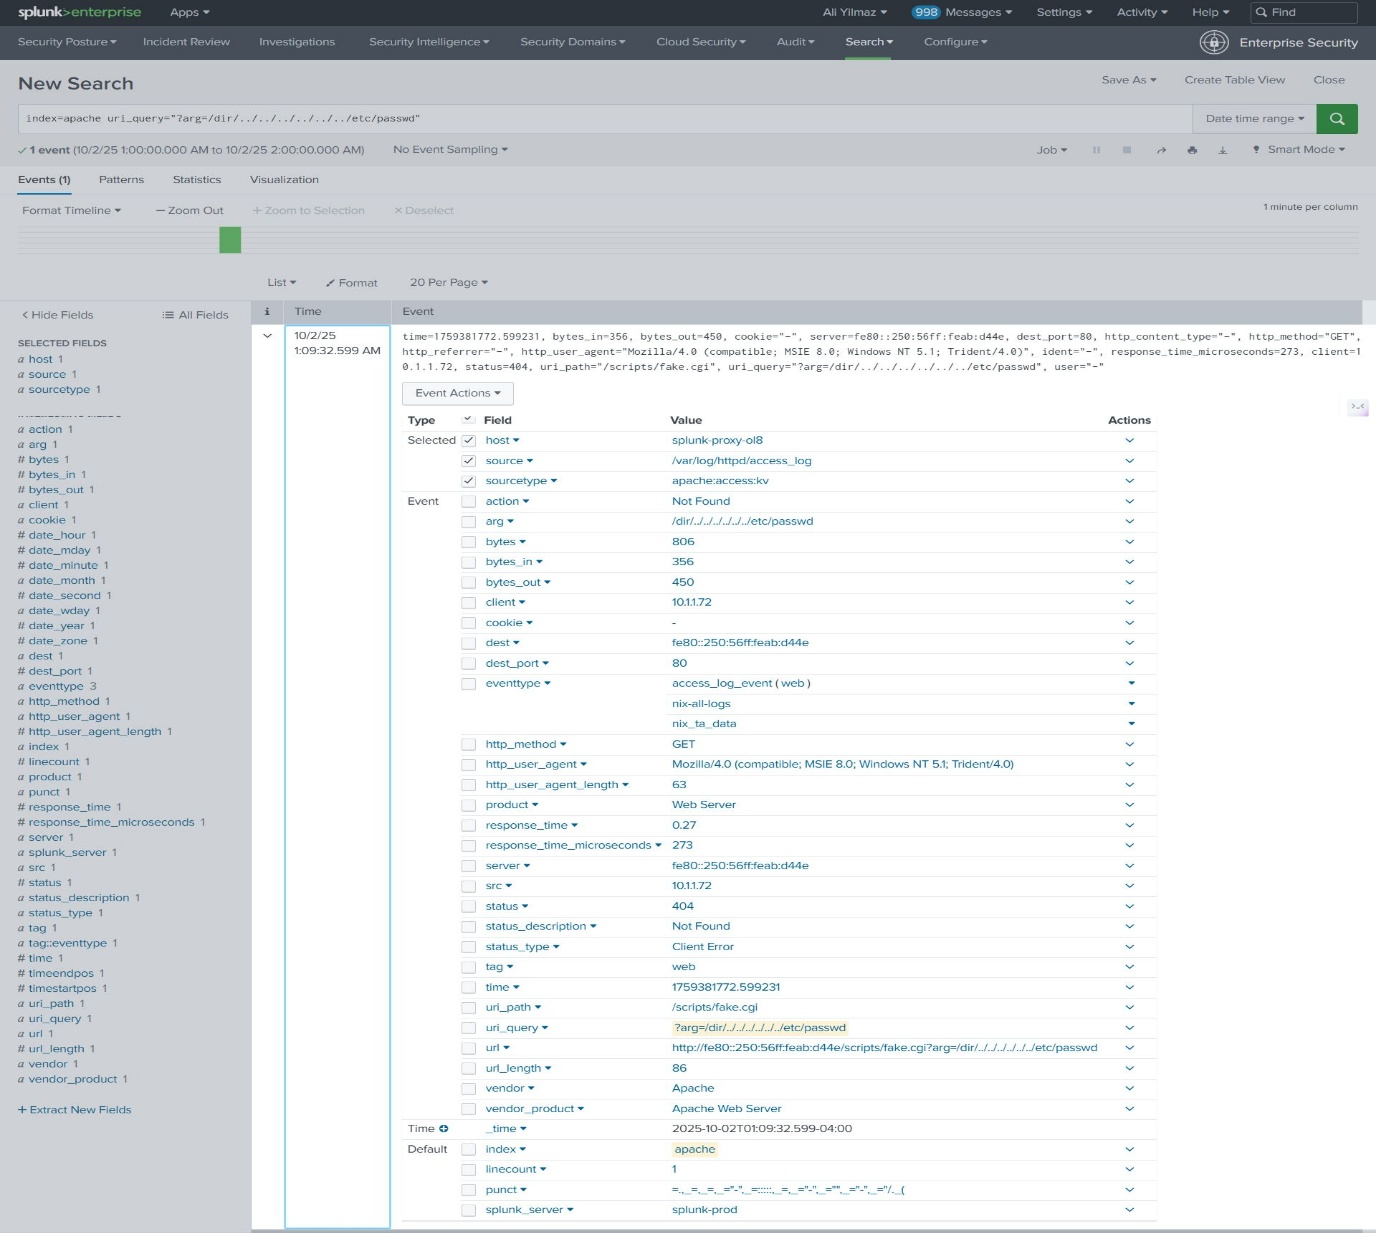 splunk>enterprise Apps Ali Yilmaz 998 Messages Settings Activity Help Find
Security Posture Incident Review Investigations Security Intelligence Security Domains Cloud Security Audit Search Configure Enterprise Security
New Search Save As Create Table View Close
index=apache uri_query="?arg=/dir/../../../../../../etc/passwd" Date time range
✓ 1 event (10/2/25 1:00:00.000 AM to 10/2/25 2:00:00.000 AM) No Event Sampling Job Smart Mode
Events (1) Patterns Statistics Visualization
Format Timeline — Zoom Out + Zoom to Selection × Deselect 1 minute per column
List Format 20 Per Page
< Hide Fields All Fields
SELECTED FIELDS
a host 1
a source 1
a sourcetype 1
a action 1
a arg 1
# bytes 1
# bytes_in 1
# bytes_out 1
a client 1
a cookie 1
# date_hour 1
# date_mday 1
# date_minute 1
a date_month 1
# date_second 1
a date_wday 1
# date_year 1
# date_zone 1
a dest 1
# dest_port 1
a eventtype 3
a http_method 1
a http_user_agent 1
# http_user_agent_length 1
a index 1
# linecount 1
a product 1
a punct 1
# response_time 1
# response_time_microseconds 1
a server 1
a splunk_server 1
a src 1
# status 1
a status_description 1
a status_type 1
a tag 1
a tag::eventtype 1
# time 1
# timeendpos 1
# timestartpos 1
a uri_path 1
a uri_query 1
a url 1
# url_length 1
a vendor 1
a vendor_product 1
+ Extract New Fields
i Time Event
10/2/25
1:09:32.599 AM
time=1759381772.599231, bytes_in=356, bytes_out=450, cookie="-", server=fe80::250:56ff:feab:d44e, dest_port=80, http_content_type="-", http_method="GET",
http_referrer="-", http_user_agent="Mozilla/4.0 (compatible; MSIE 8.0; Windows NT 5.1; Trident/4.0)", ident="-", response_time_microseconds=273, client=1
0.1.1.72, status=404, uri_path="/scripts/fake.cgi", uri_query="?arg=/dir/../../../../../../etc/passwd", user="-"
Event Actions
Type Field Value Actions
Selected host splunk-proxy-ol8
source /var/log/httpd/access_log
sourcetype apache:access:kv
Event action Not Found
arg /dir/../../../../../../etc/passwd
bytes 806
bytes_in 356
bytes_out 450
client 10.1.1.72
cookie -
dest fe80::250:56ff:feab:d44e
dest_port 80
eventtype access_log_event ( web )
nix-all-logs
nix_ta_data
http_method GET
http_user_agent Mozilla/4.0 (compatible; MSIE 8.0; Windows NT 5.1; Trident/4.0)
http_user_agent_length 63
product Web Server
response_time 0.27
response_time_microseconds 273
server fe80::250:56ff:feab:d44e
src 10.1.1.72
status 404
status_description Not Found
status_type Client Error
tag web
time 1759381772.599231
uri_path /scripts/fake.cgi
uri_query ?arg=/dir/../../../../../../etc/passwd
url http://fe80::250:56ff:feab:d44e/scripts/fake.cgi?arg=/dir/../../../../../../etc/passwd
url_length 86
vendor Apache
vendor_product Apache Web Server
Time _time 2025-10-02T01:09:32.599-04:00
Default index apache
linecount 1
punct =.,_=,_=,_="-",_=:::::,_=,_="-",_="",_="-",_="/._(
splunk_server splunk-prod